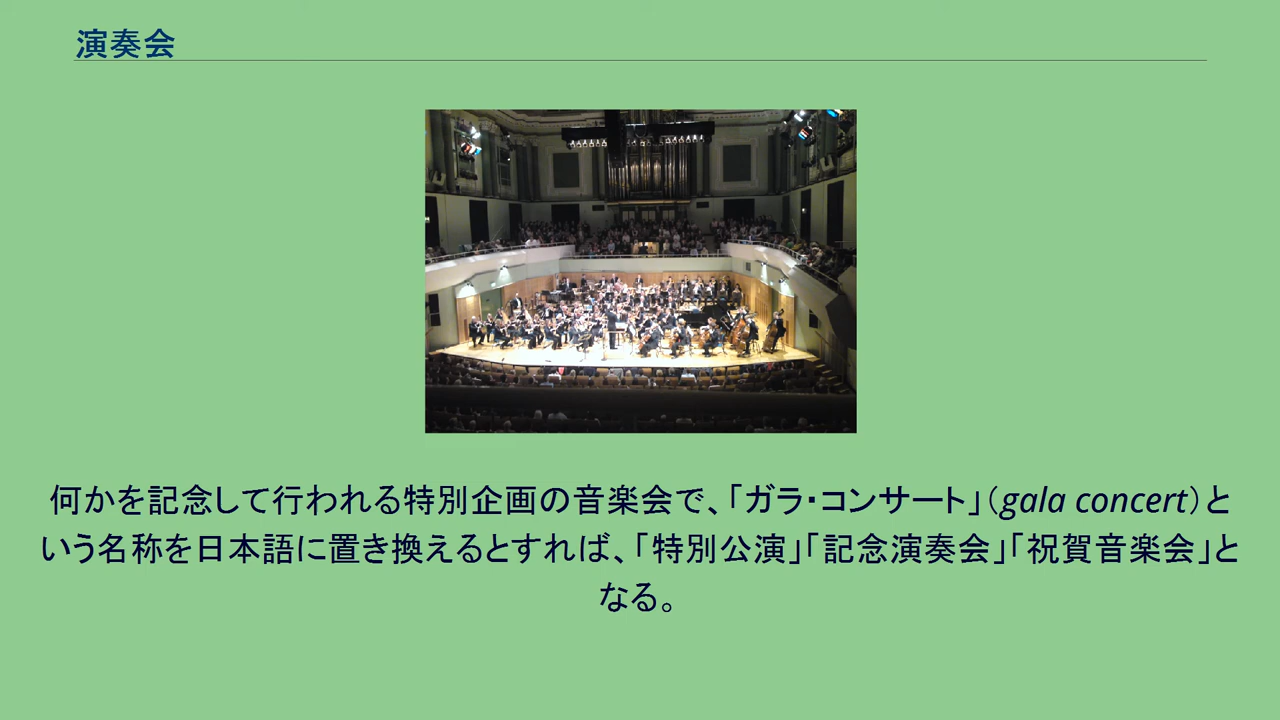 演奏会
何かを記念して行われる特別企画の音楽会で、「ガラ・コンサート」（gala concert）と
いう名称を日本語に置き換えるとすれば、「特別公演」「記念演奏会」「祝賀音楽会」と
なる。